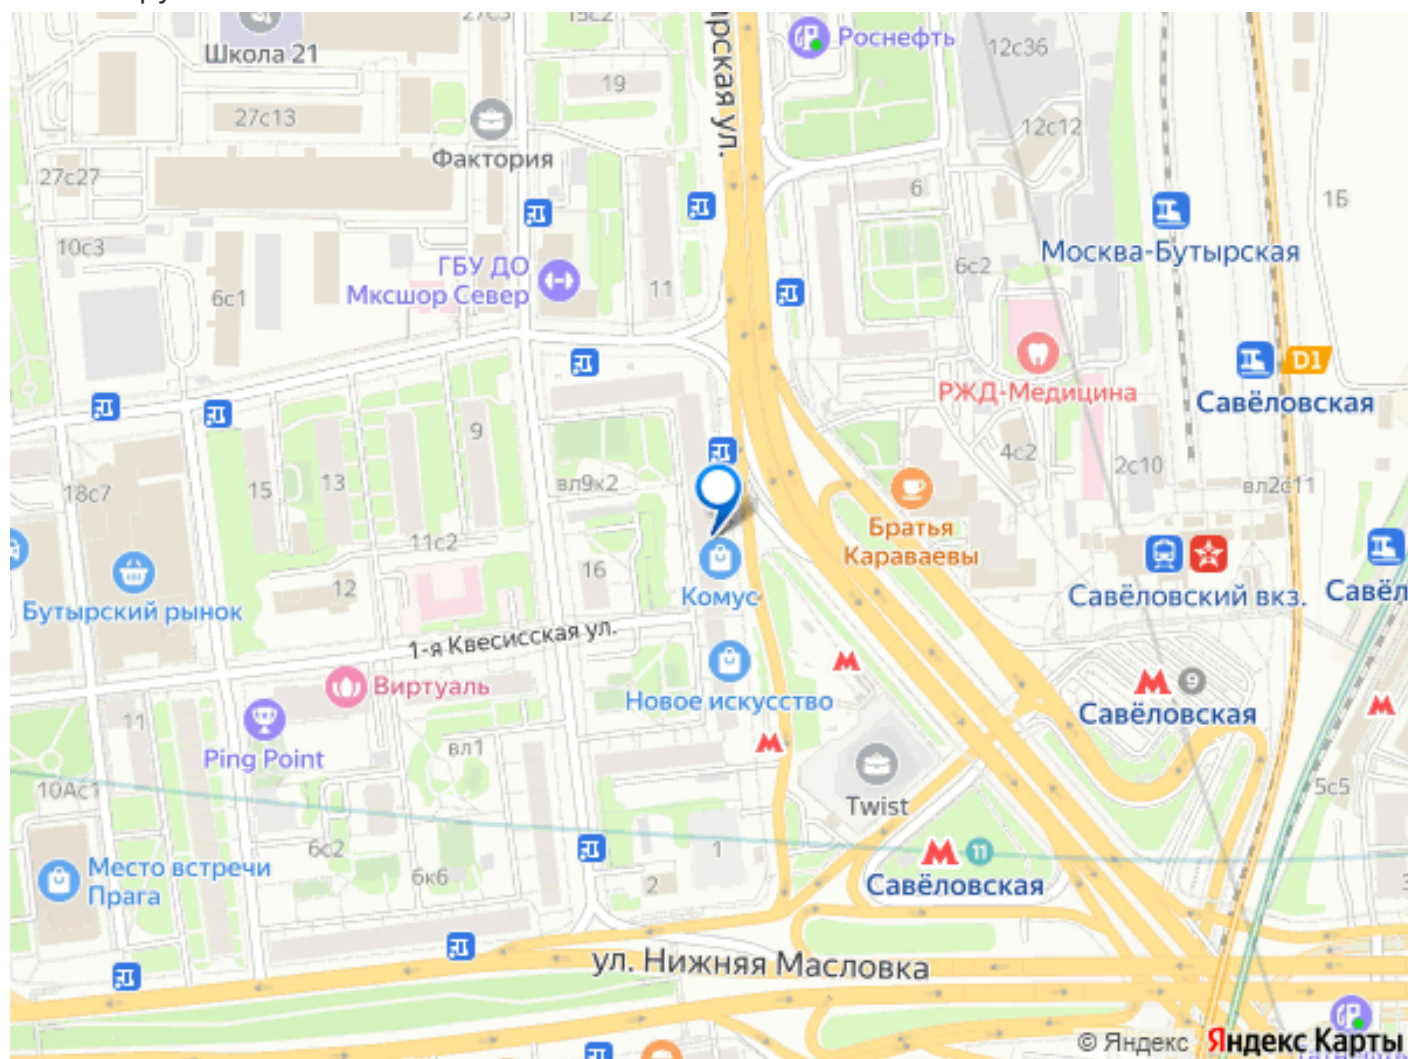 Школа 21
27с13
27с27
Фактория
19
Роснефть
12с36
12с12
6
1Б
Москва-Бутырская
10с3
6с1
ГБУ ДО
Мксшор Север
11
6с2
РЖД-Медицина
D1
Савёловская
9
15
13
18с7
вл9к2
4с2
2с10
вл2с11
Братья
Караваевы
11с2
12
16
Комус
Бутырский рынок
Савёловский вкз.
Савёл
1-я Квесисская ул.
Виртуаль
Новое искусство
9
Савёловская
11
Ping Point
вл1
10Ас1
Twist
5с5
6с2
6к6
1
2
11
Савёловская
Место встречи
Прага
ул. Нижняя Масловка
© Яндекс Яндекс Карты